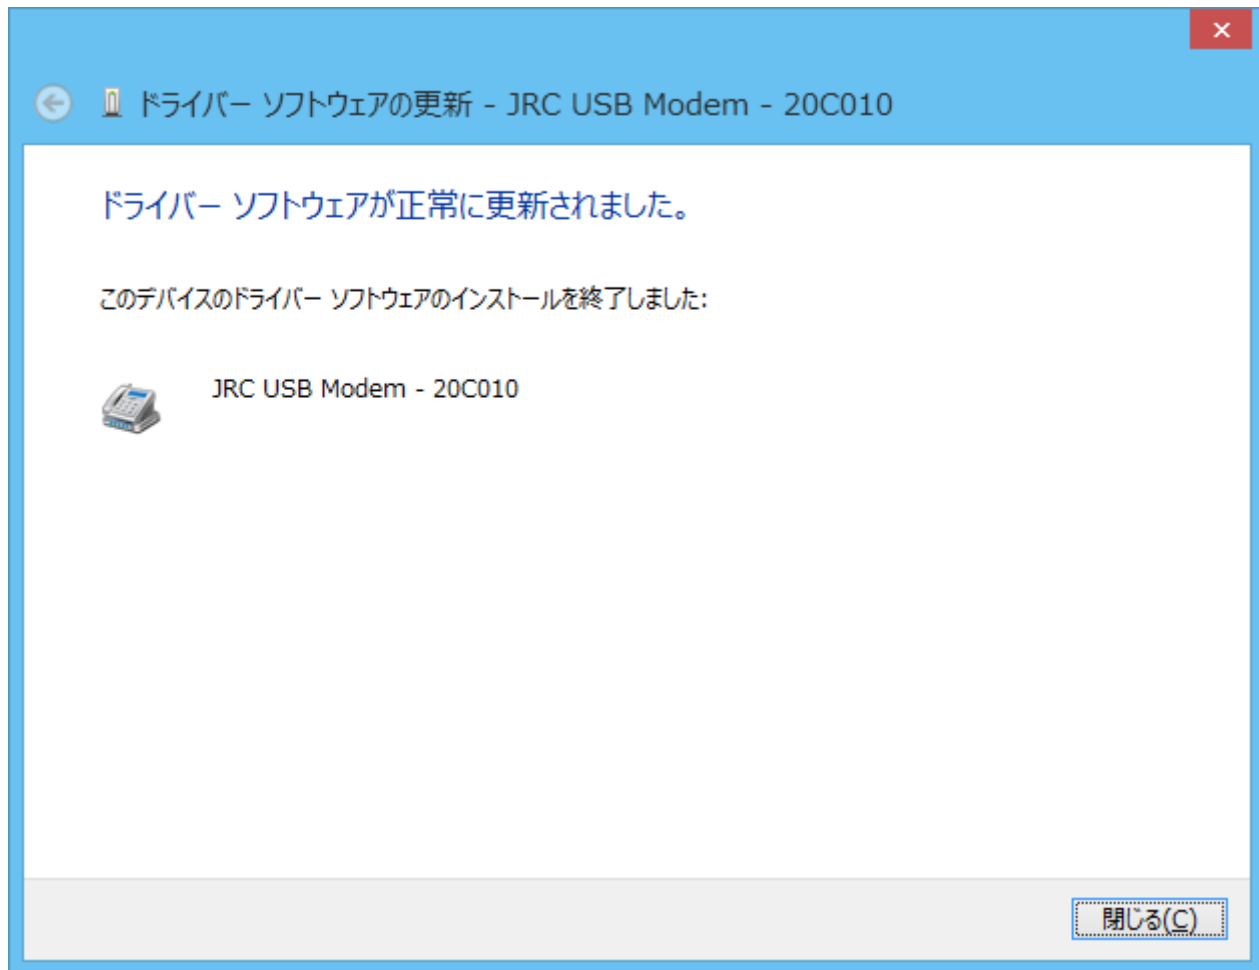 ドライバー ソフトウェアの更新 - JRC USB Modem - 20C010
ドライバー ソフトウェアが正常に更新されました。
このデバイスのドライバー ソフトウェアのインストールを終了しました:
JRC USB Modem - 20C010
閉じる(C)